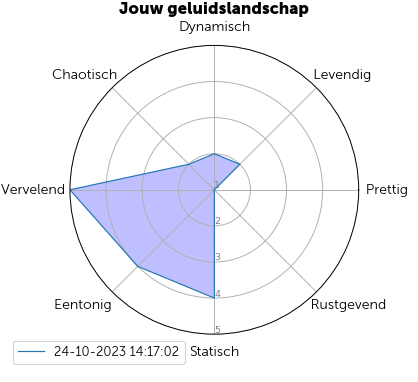 Jouw geluidslandschap
Dynamisch
Chaotisch
Levendig
Vervelend
Prettig
1
2
3
4
5
Eentonig
Rustgevend
24-10-2023 14:17:02
Statisch